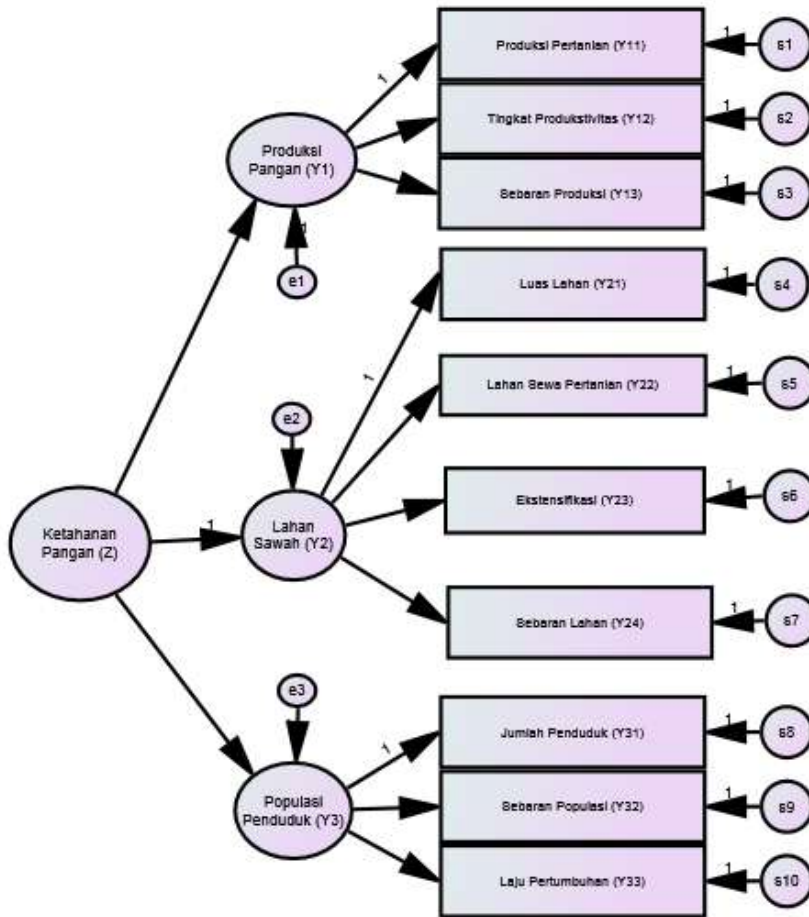 Produksi Pertanian (Y11)
1
1
s1
Tingkat Produkstivitas (Y12)
1
s2
Produksi
Pangan (Y1)
Sebaran Produksi (Y13)
1
s3
1
e1
Luas Lahan (Y21)
1
1
s4
Lahan Sewa Pertanian (Y22)
1
s5
e2
Ekstensifikasi (Y23)
1
s6
Ketahanan
Pangan (Z)
1
Lahan
Sawah (Y2)
Sebaran Lahan (Y24)
1
s7
e3
Jumlah Penduduk (Y31)
1
1
s8
Populasi
Penduduk (Y3)
Sebaran Populasi (Y32)
1
s9
Laju Pertumbuhan (Y33)
1
s10